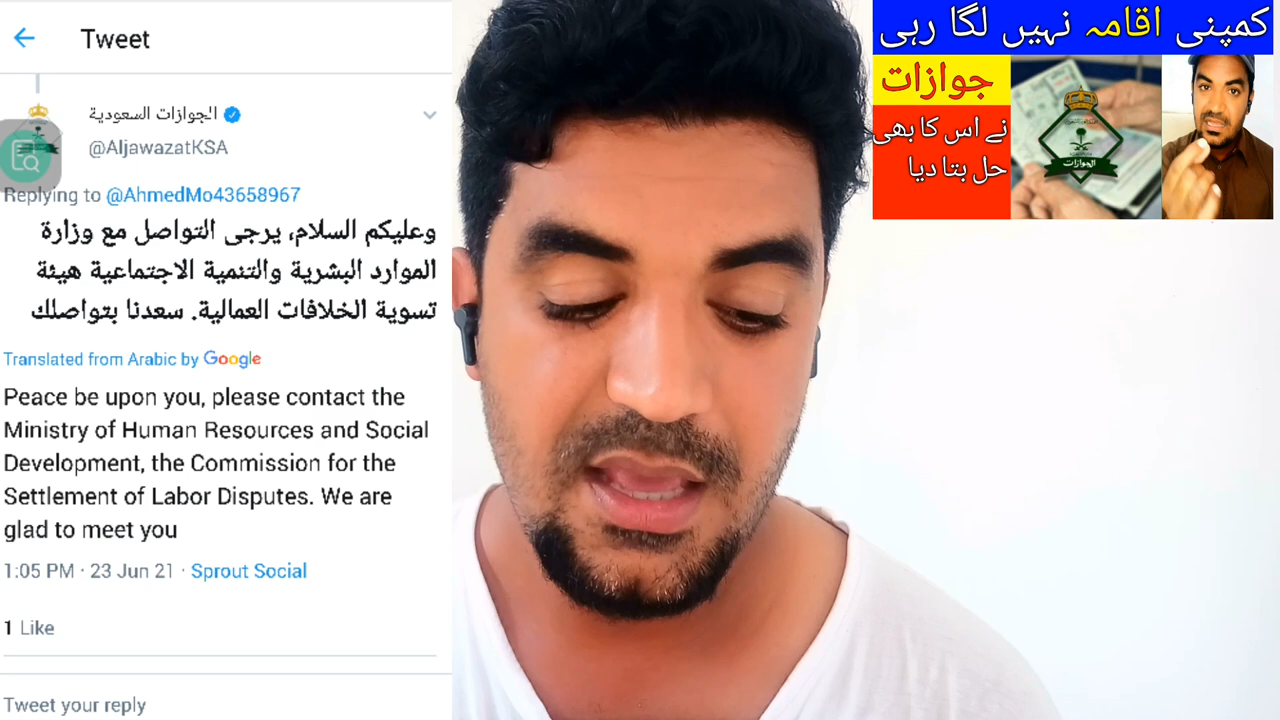 Tweet
الجوازات السعودية
@AljawazatKSA
Replying to @AhmedMo43658967
وعليكم السلام، يرجى التواصل مع وزارة
الموارد البشرية والتنمية الاجتماعية هيئة
تسوية الخلافات العمالية. سعدنا بتواصلك
Translated from Arabic by Google
Peace be upon you, please contact the
Ministry of Human Resources and Social
Development, the Commission for the
Settlement of Labor Disputes. We are
glad to meet you
1:05 PM · 23 Jun 21 · Sprout Social
1 Like
Tweet your reply
کمپنی اقامہ نہیں لگا رہی
جوازات
نے اس کا بھی
حل بتا دیا
الجوازات